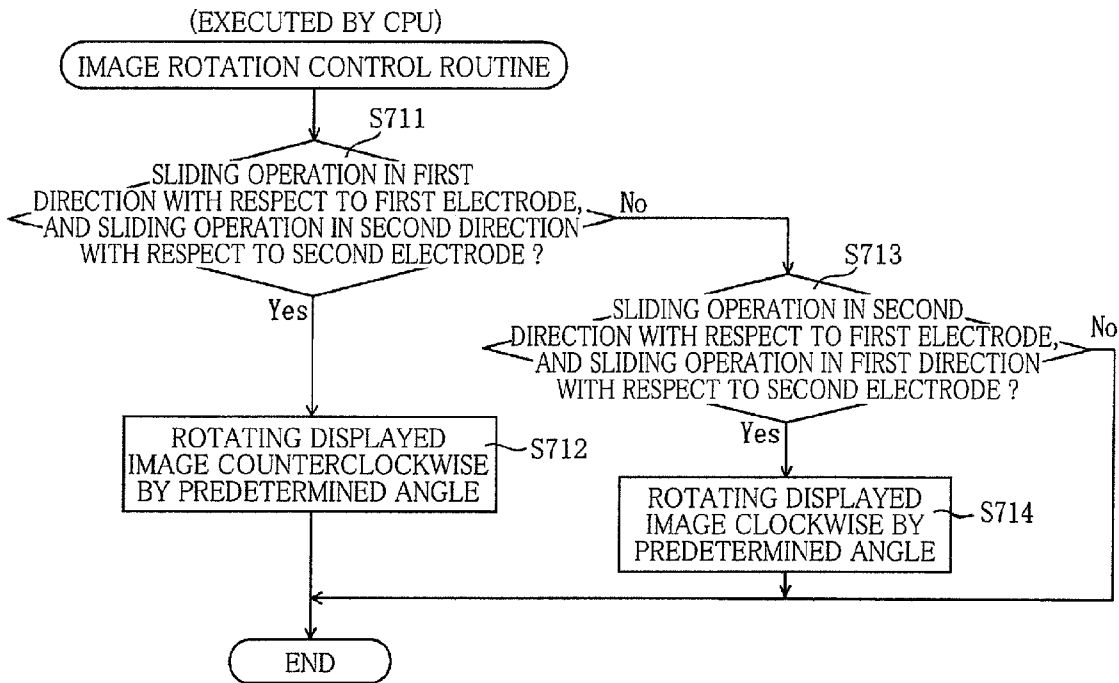 (EXECUTED BY CPU)
IMAGE ROTATION CONTROL ROUTINE
S711
SLIDING OPERATION IN FIRST
DIRECTION WITH RESPECT TO FIRST ELECTRODE,
AND SLIDING OPERATION IN SECOND DIRECTION
WITH RESPECT TO SECOND ELECTRODE ?
No
Yes
S713
SLIDING OPERATION IN SECOND
DIRECTION WITH RESPECT TO FIRST ELECTRODE,
AND SLIDING OPERATION IN FIRST DIRECTION
WITH RESPECT TO SECOND ELECTRODE ?
No
Yes
ROTATING DISPLAYED
IMAGE COUNTERCLOCKWISE
BY PREDETERMINED ANGLE
S712
ROTATING DISPLAYED
IMAGE CLOCKWISE BY
PREDETERMINED ANGLE
S714
END